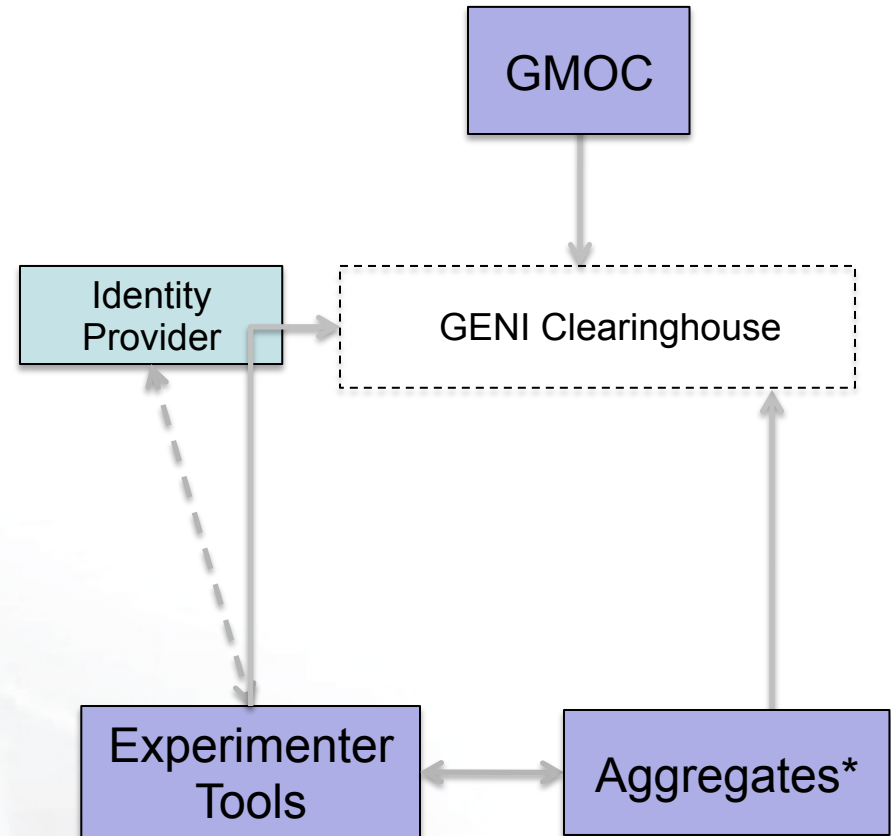 GMOC
Identity
Provider
GENI Clearinghouse
Experimenter
Tools
Aggregates*